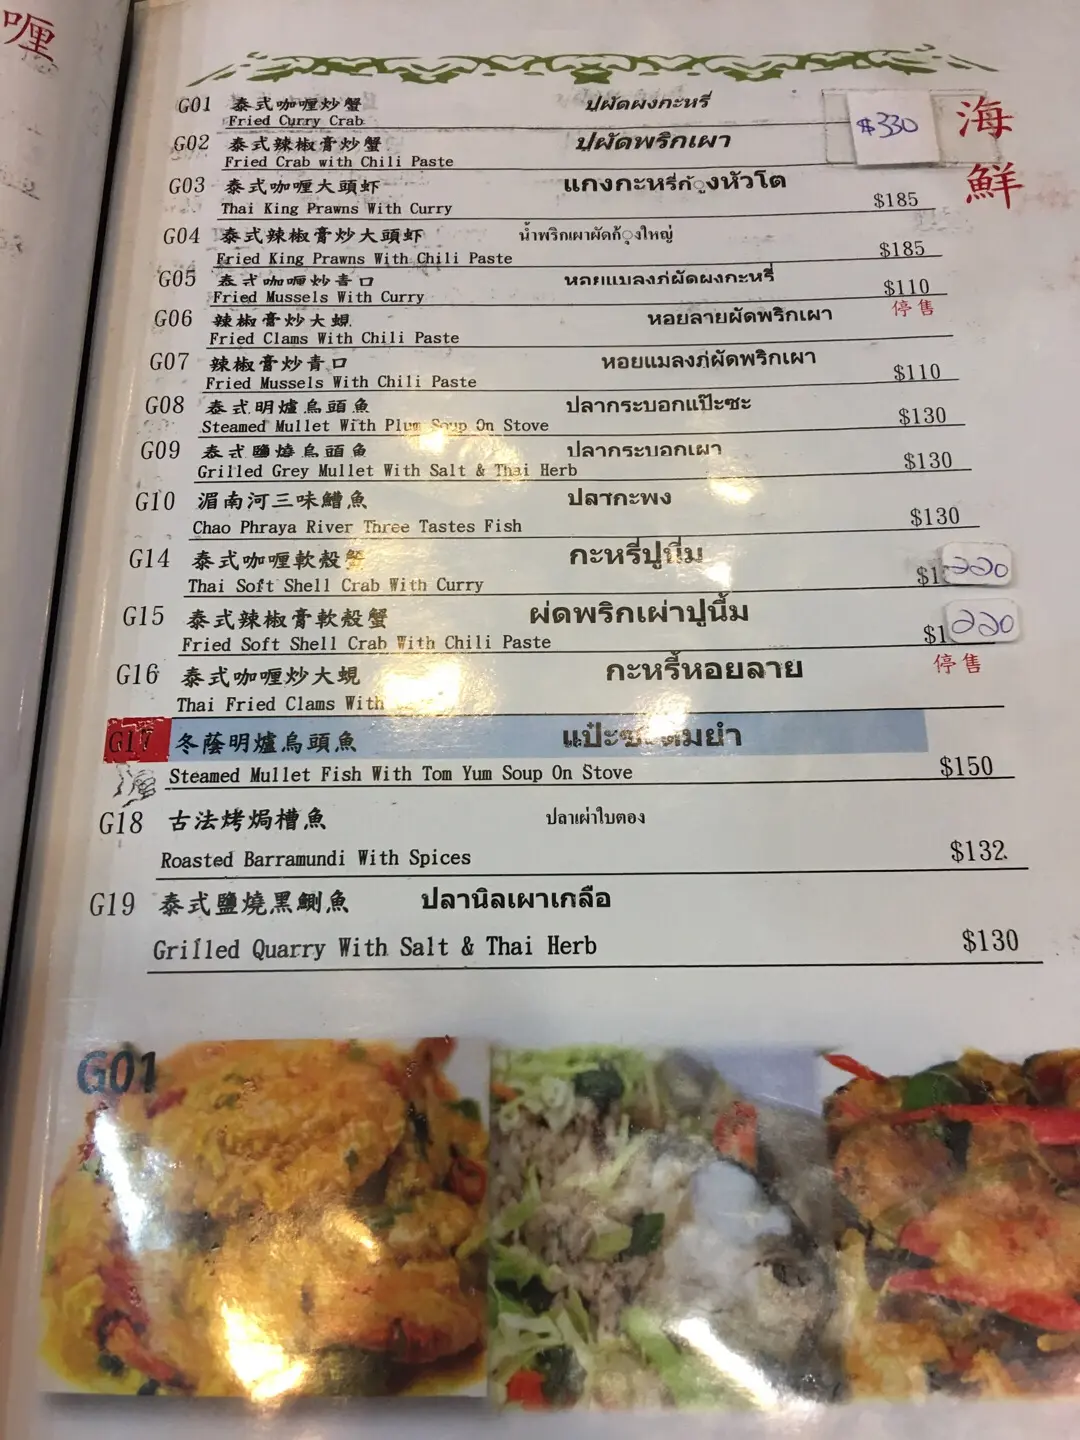 喱
海
鮮
G01 泰式咖喱炒蟹 ปูผัดผงกะหรี่ $330
Fried Curry Crab
G02 泰式辣椒膏炒蟹 ปูผัดพริกเผา
Fried Crab with Chili Paste
G03 泰式咖喱大頭虾 แกงกะหรี่กุ้งหัวโต
Thai King Prawns With Curry $185
G04 泰式辣椒膏炒大頭虾 น้ำพริกเผาผัดกุ้งใหญ่
Fried King Prawns With Chili Paste $185
G05 泰式咖喱炒青口 หอยแมลงภ่ผัดผงกะหรี่
Fried Mussels With Curry $110
G06 辣椒膏炒大蜆 หอยลายผัดพริกเผา 停售
Fried Clams With Chili Paste
G07 辣椒膏炒青口 หอยแมลงภู่ผัดพริกเผา
Fried Mussels With Chili Paste $110
G08 泰式明爐烏頭魚 ปลากระบอกแป๊ะซะ
Steamed Mullet With Plum Soup On Stove $130
G09 泰式鹽燒烏頭魚 ปลากระบอกเผา
Grilled Grey Mullet With Salt & Thai Herb $130
G10 湄南河三味鰽魚 ปลากะพง
Chao Phraya River Three Tastes Fish $130
G14 泰式咖喱軟殼蟹 กะหรี่ปูนี่ม
Thai Soft Shell Crab With Curry $1 220
G15 泰式辣椒膏軟殼蟹 ผ่ดพริกเผ่าปูนี้ม
Fried Soft Shell Crab With Chili Paste $1 220
G16 泰式咖喱炒大蜆 กะหรี้หอยลาย 停售
Thai Fried Clams With
G17 冬蔭明爐烏頭魚 แป๋ะซะต้มยำ
Steamed Mullet Fish With Tom Yum Soup On Stove $150
G18 古法烤焗槽魚 ปลาเผ่าใบตอง
Roasted Barramundi With Spices $132
G19 泰式鹽燒黑鰂魚 ปลานิลเผาเกลือ
Grilled Quarry With Salt & Thai Herb $130
G01